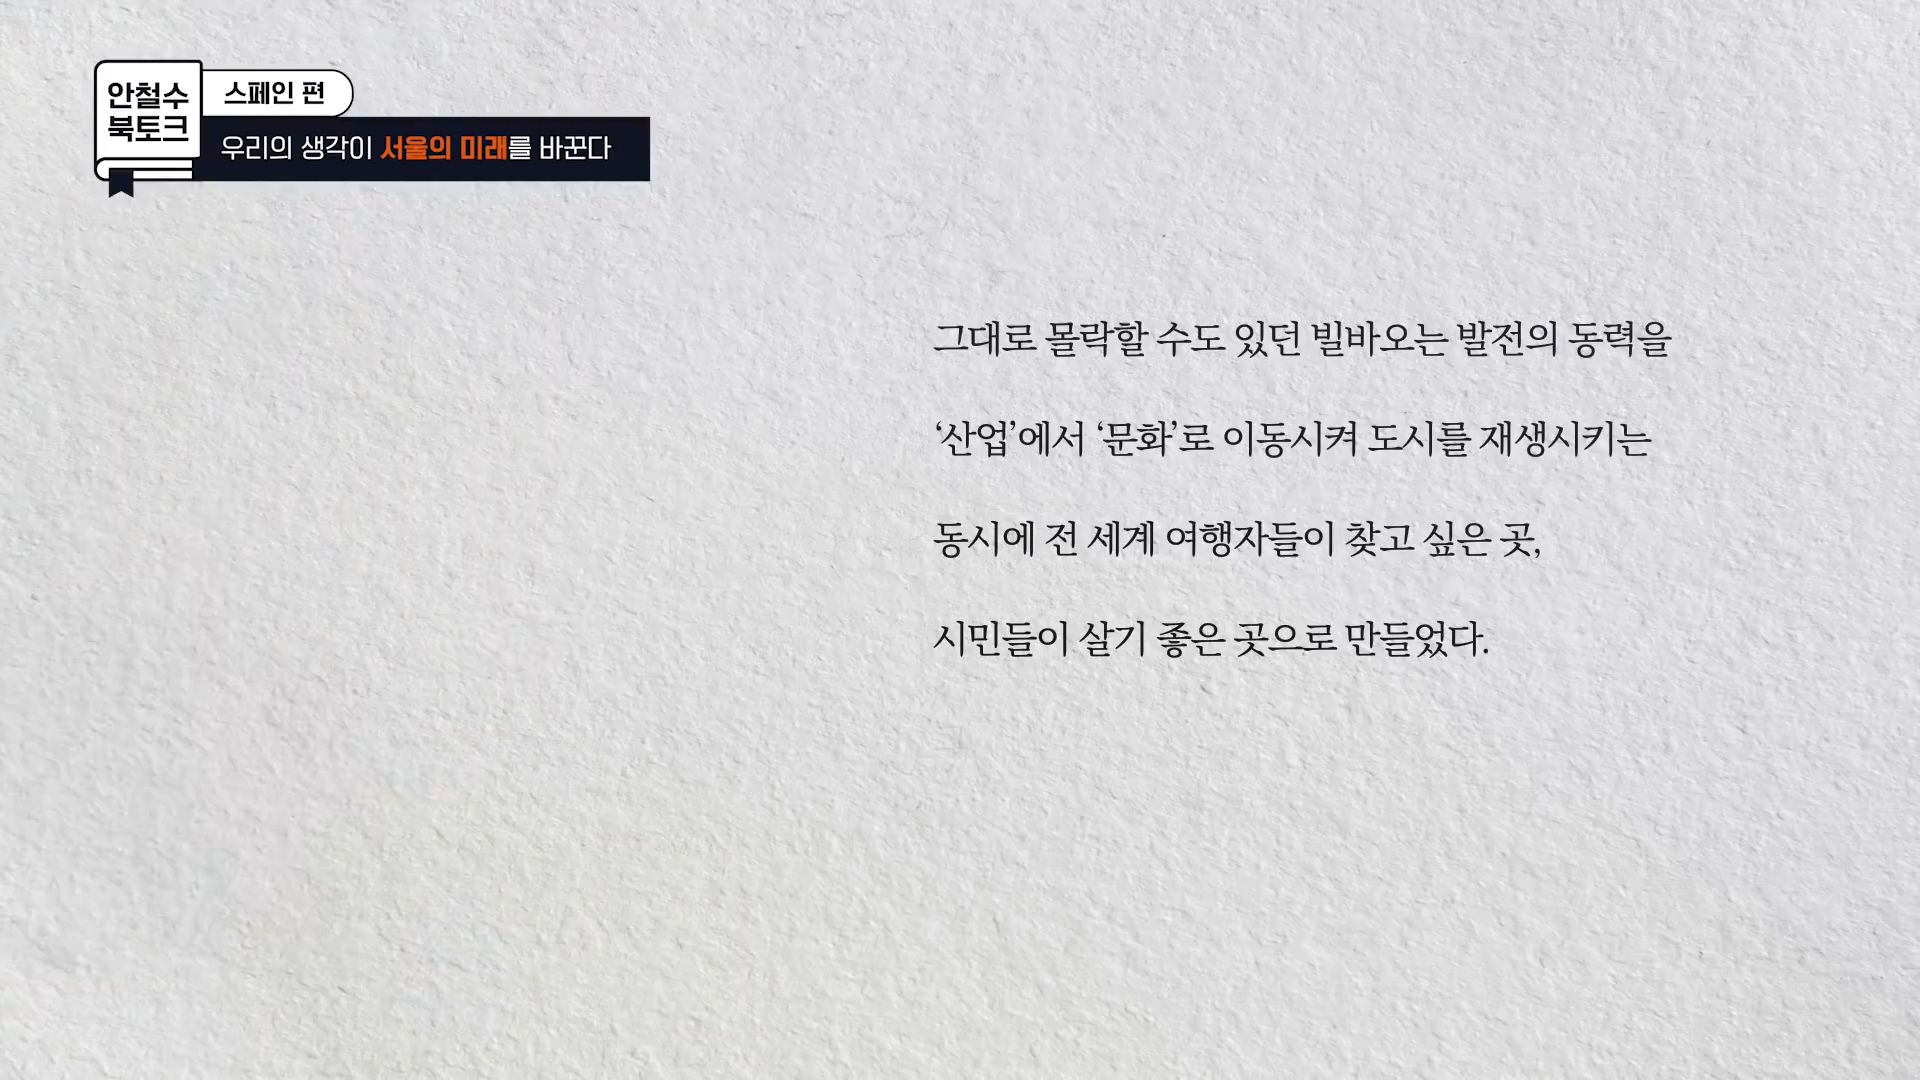 안철수
북토크
스페인 편
우리의 생각이 서울의 미래를 바꾼다
그대로 몰락할 수도 있던 빌바오는 발전의 동력을
‘산업’에서 ‘문화’로 이동시켜 도시를 재생시키는
동시에 전 세계 여행자들이 찾고 싶은 곳,
시민들이 살기 좋은 곳으로 만들었다.